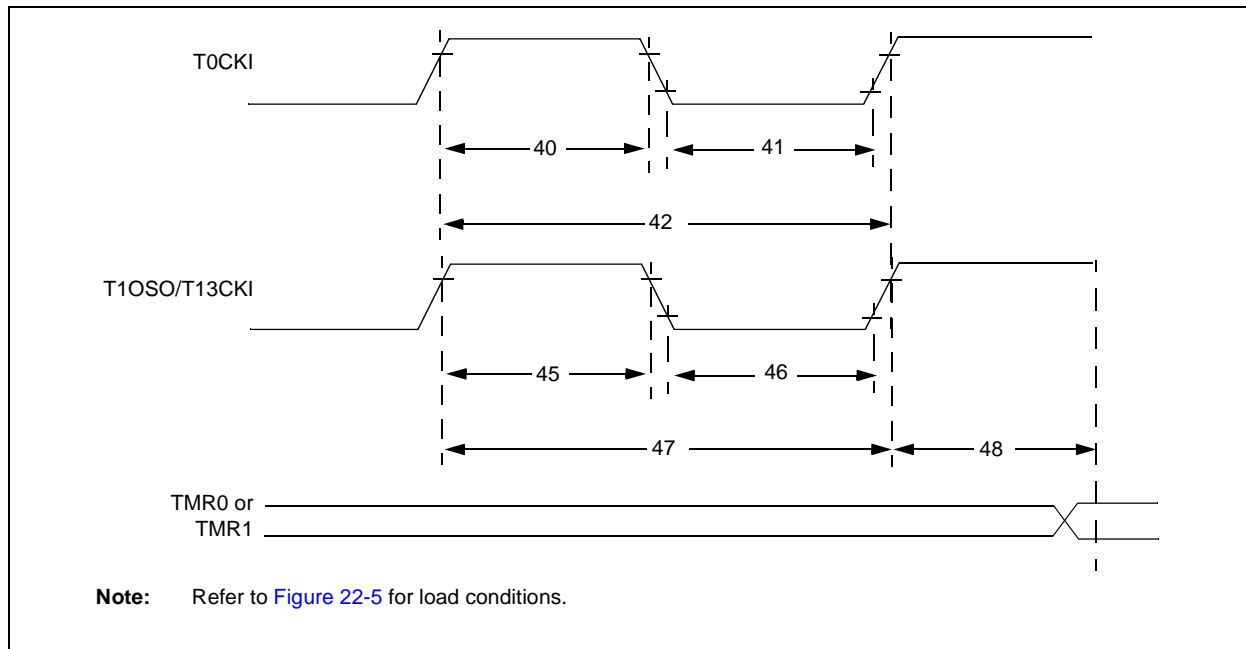 T0CKI
40
41
42
T1OSO/T13CKI
45
46
47
48
TMR0 or
TMR1
Note: Refer to Figure 22-5 for load conditions.